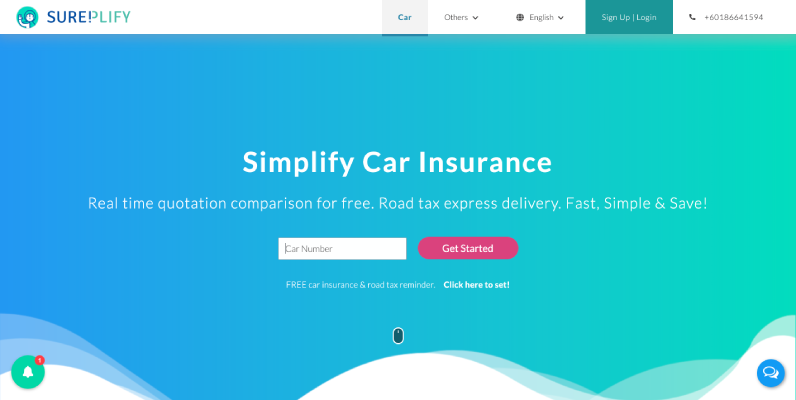 SUREPLIFY
Car
Others
English
Sign Up | Login
+60186641594
Simplify Car Insurance
Real time quotation comparison for free. Road tax express delivery. Fast, Simple & Save!
Car Number
Get Started
FREE car insurance & road tax reminder. Click here to set!
1